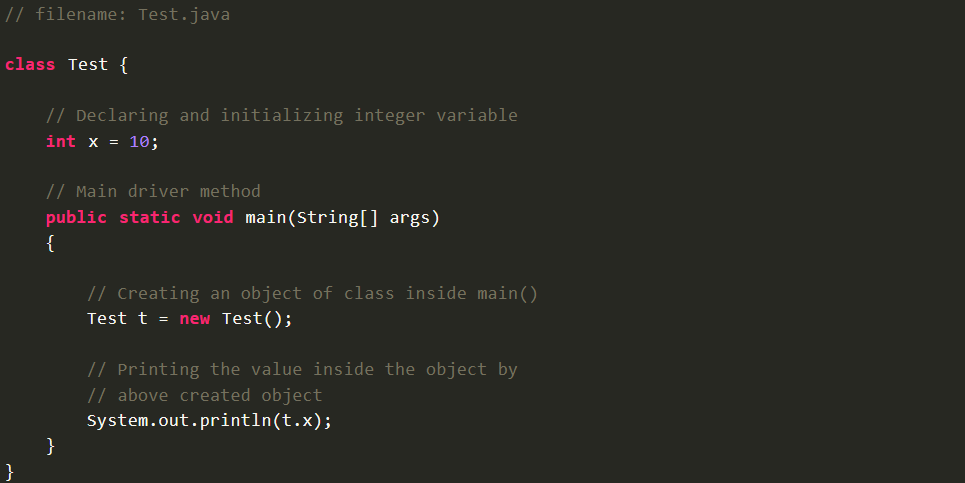 // filename: Test.java
class Test {
// Declaring and initializing integer variable
int x = 10;
// Main driver method
public static void main(String[] args)
{
// Creating an object of class inside main()
Test t = new Test();
// Printing the value inside the object by
// above created object
System.out.println(t.x);
}
}